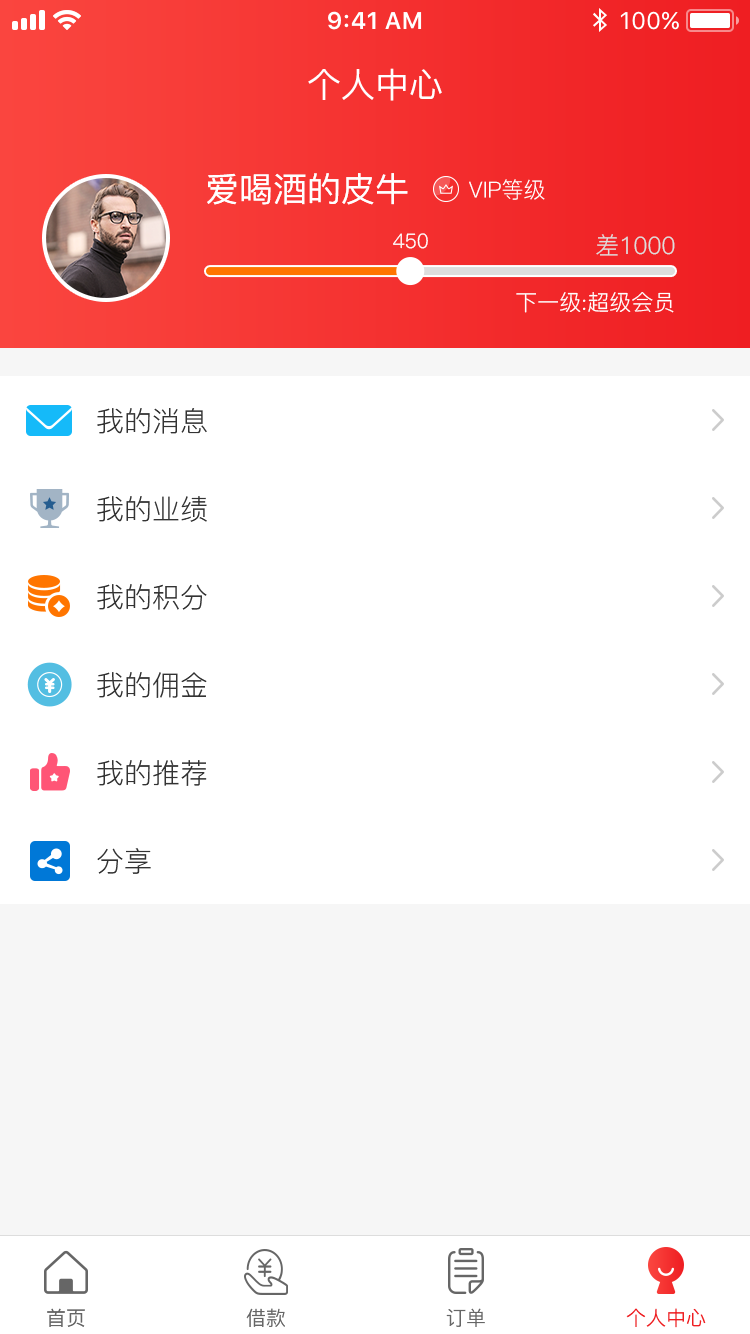 9:41 AM
100%
个人中心
爱喝酒的皮牛
VIP等级
450
差1000
下一级:超级会员
我的消息
我的业绩
我的积分
我的佣金
我的推荐
分享
首页
借款
订单
个人中心